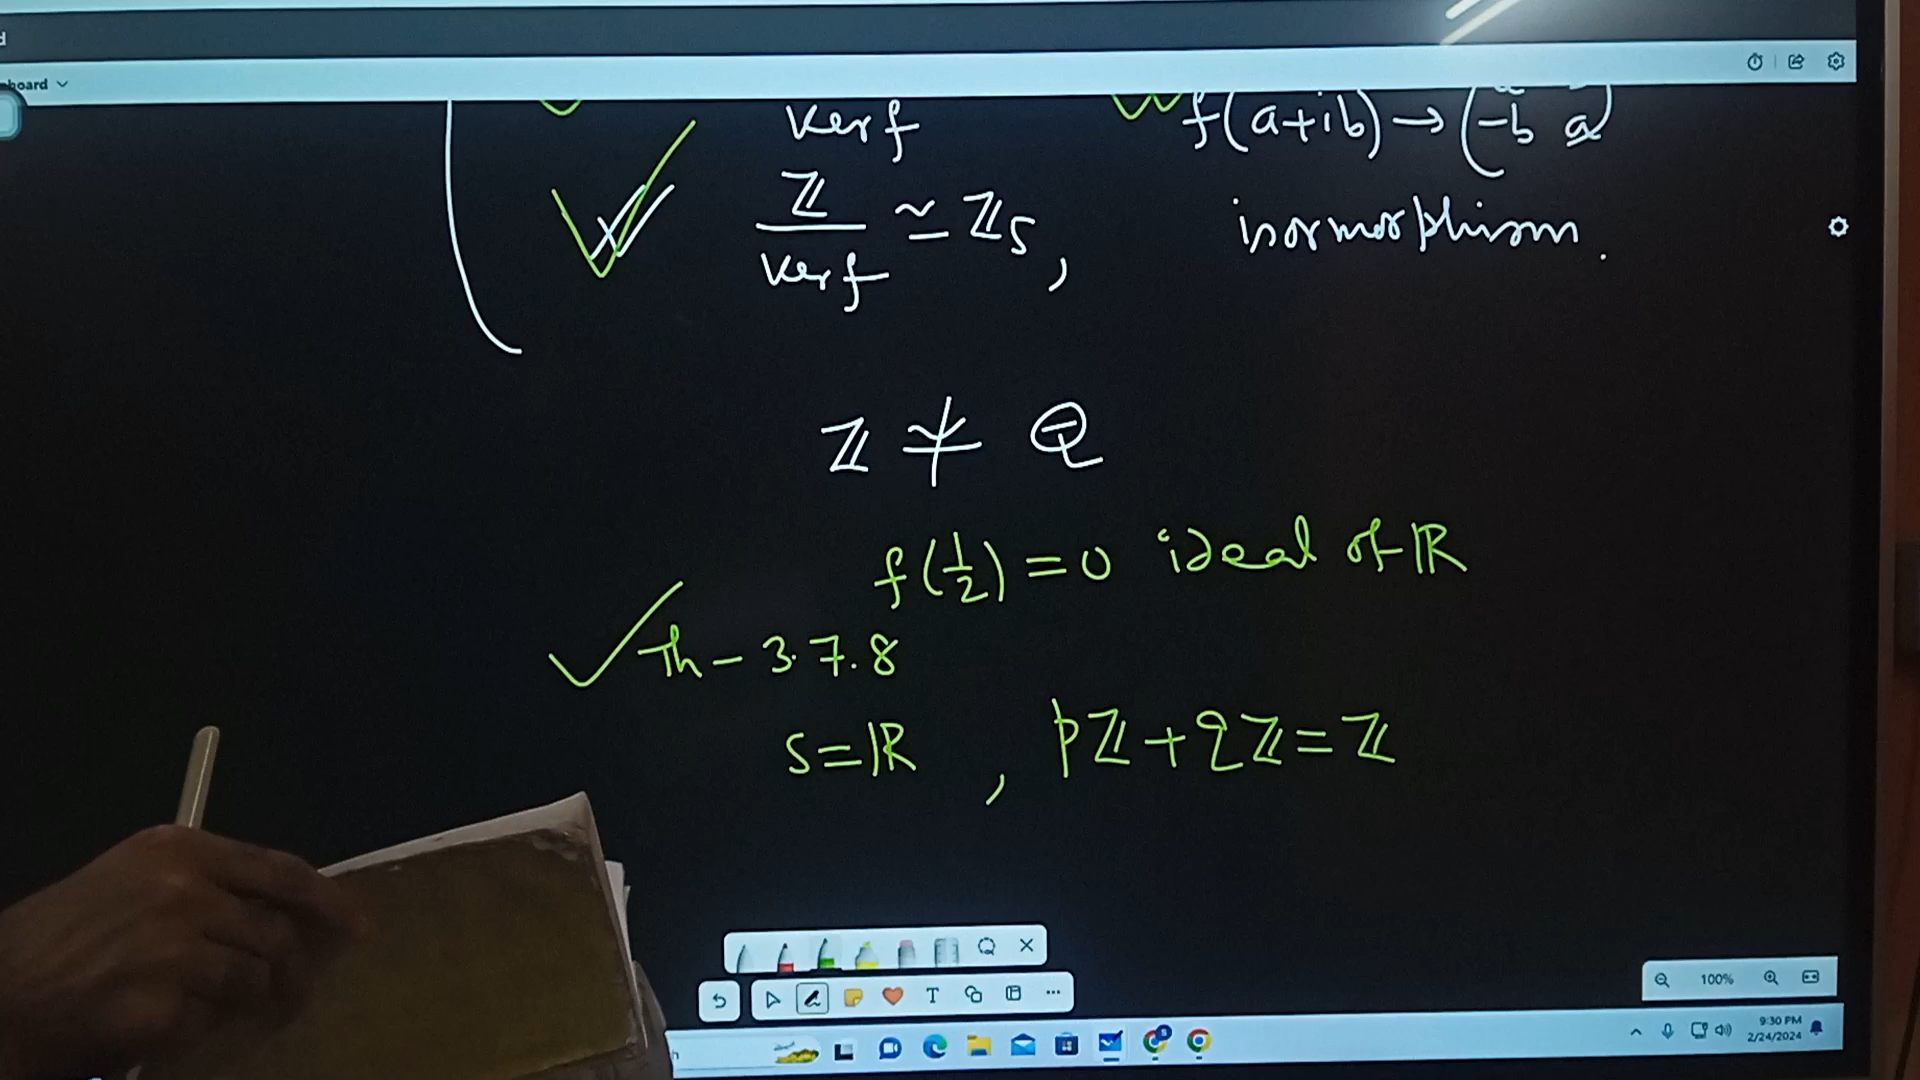 board
ker f
f(a+ib) → (-b a)
ℤ / ker f ≃ ℤ5,
isormorphism.
ℤ ≄ Q
f(1/2) = 0 ideal of ℝ
Th - 3.7.8
S = ℝ , pℤ + qℤ = ℤ
100%
9:30 PM
2/24/2024